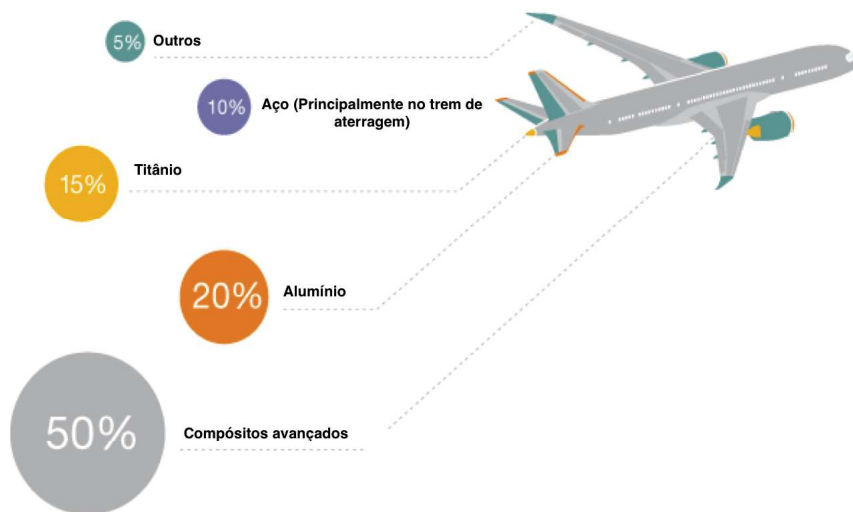 5%
Outros
10%
Aço (Principalmente no trem de
aterragem)
15%
Titânio
20%
Alumínio
50%
Compósitos avançados